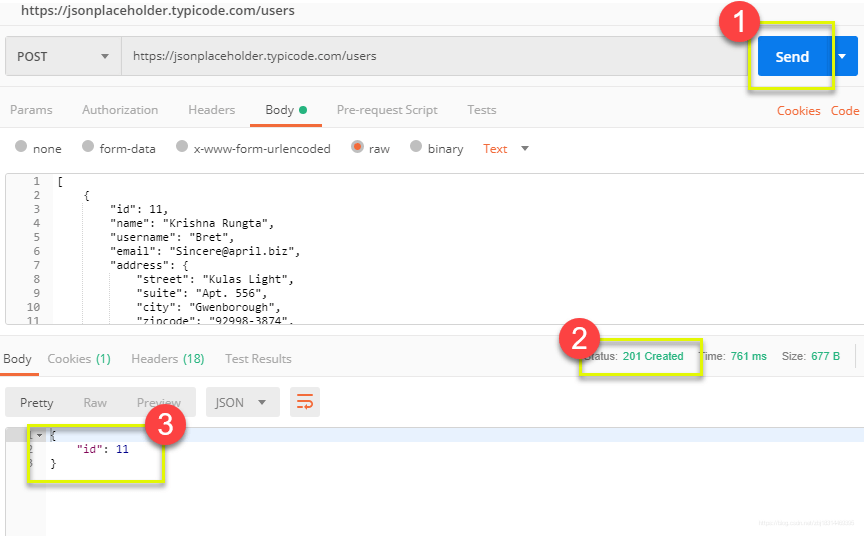 https://jsonplaceholder.typicode.com/users
1
POST https://jsonplaceholder.typicode.com/users Send
Params Authorization Headers Body Pre-request Script Tests Cookies Code
none form-data x-www-form-urlencoded raw binary Text
1 [
2 {
3 "id": 11,
4 "name": "Krishna Rungta",
5 "username": "Bret",
6 "email": "Sincere@april.biz",
7 "address": {
8 "street": "Kulas Light",
9 "suite": "Apt. 556",
10 "city": "Gwenborough",
11 "zipcode": "92998-3874",
2
Body Cookies (1) Headers (18) Test Results Status: 201 Created Time: 761 ms Size: 677 B
Pretty Raw Preview JSON
3
1 {
2 "id": 11
3 }